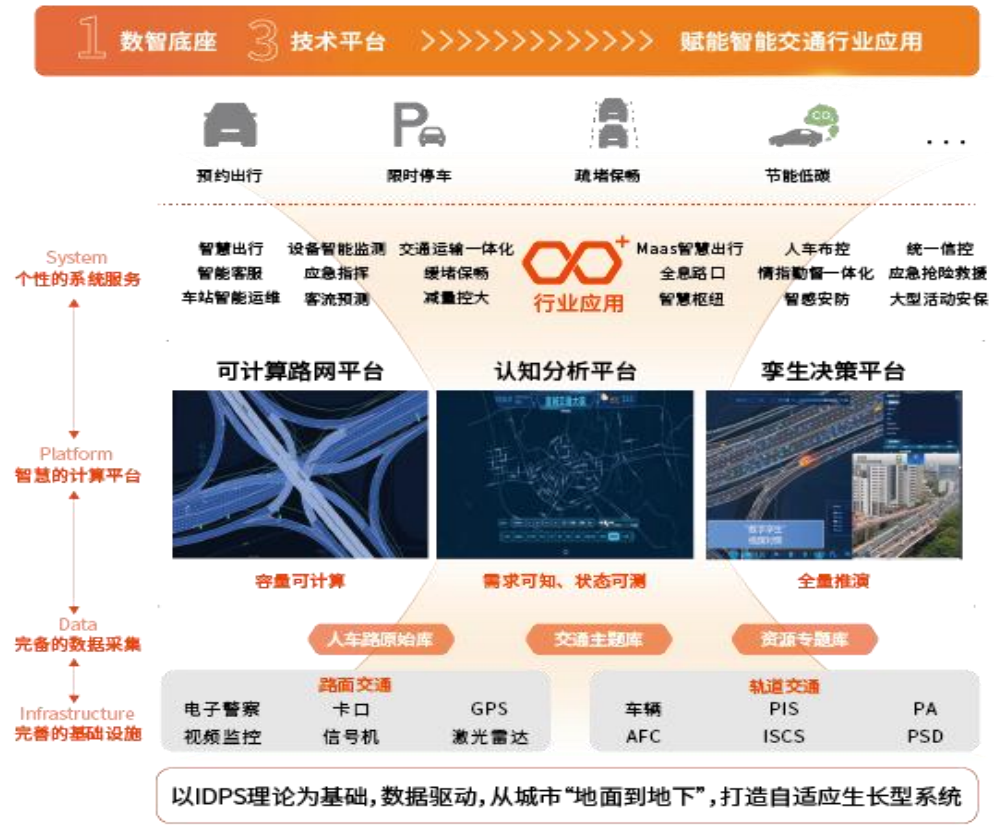 1 数智底座 3 技术平台 >>>>>>>>>>>>> 赋能智能交通行业应用
P
CO₂
预约出行 限时停车 疏堵保畅 节能低碳 ...
System
个性的系统服务
智慧出行 设备智能监测 交通运输一体化
智能客服 应急指挥 缓堵保畅
车站智能运维 客流预测 减量控大
行业应用
Maas智慧出行 人车布控 统一信控
全息路口 情指勤督一体化 应急抢险救援
智慧枢纽 智感安防 大型活动安保
可计算路网平台 认知分析平台 孪生决策平台
Platform
智慧的计算平台
"数字孪生"
容量可计算 需求可知、状态可测 全量推演
Data
完备的数据采集
人车路原始库 交通主题库 资源专题库
Infrastructure
完善的基础设施
路面交通
电子警察 卡口 GPS
视频监控 信号机 激光雷达
轨道交通
车辆 PIS PA
AFC ISCS PSD
以IDPS理论为基础，数据驱动，从城市“地面到地下”，打造自适应生长型系统